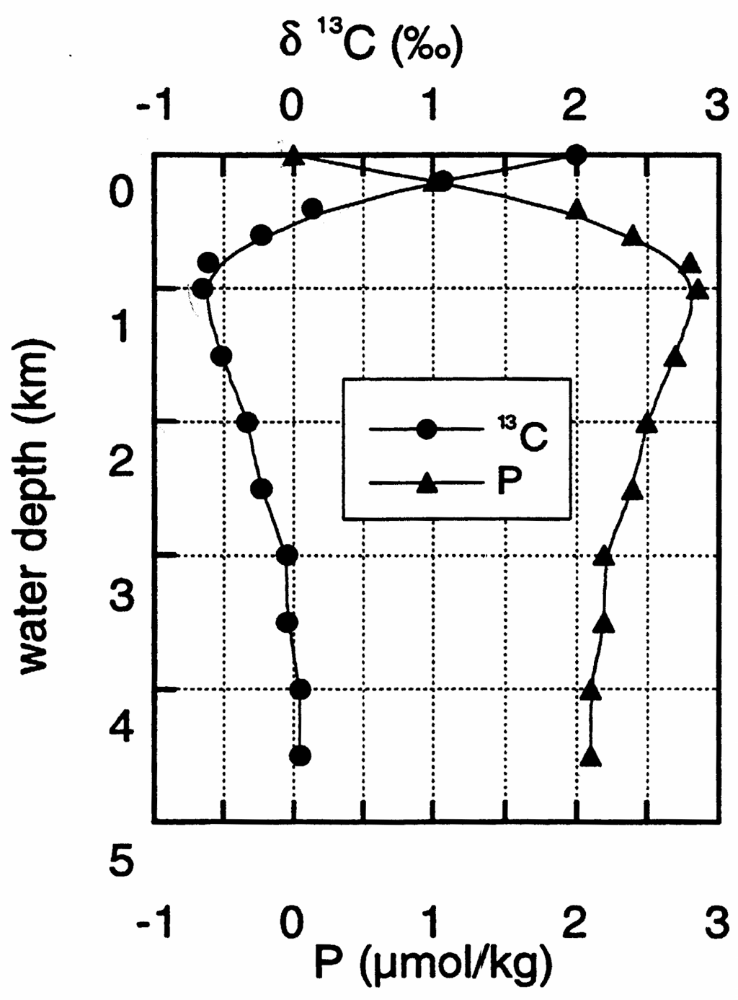 δ ¹³C (‰)
-1 0 1 2 3
0
1
2
3
4
5
water depth (km)
¹³C
P
-1 0 1 2 3
P (μmol/kg)